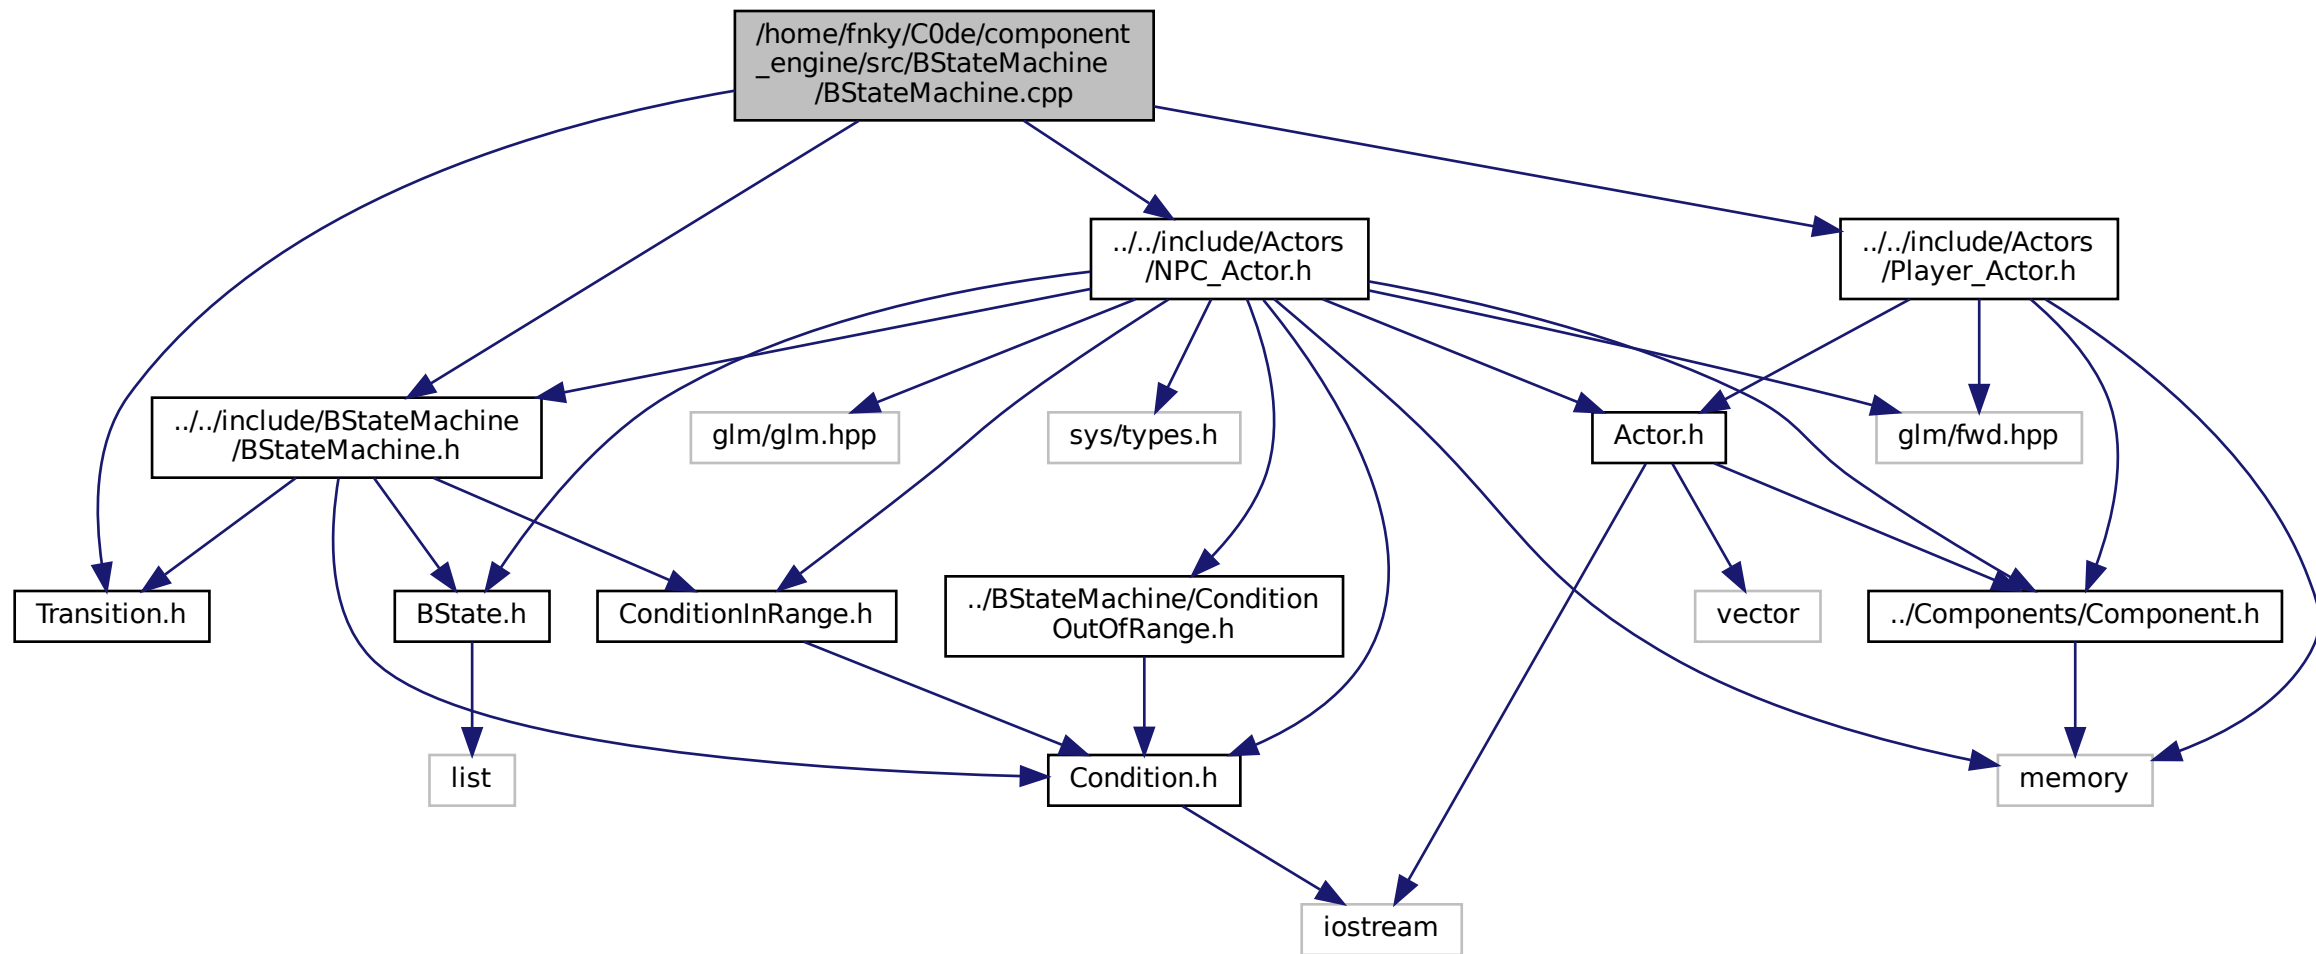 /home/fnky/C0de/component
_engine/src/BStateMachine
/BStateMachine.cpp
../../include/Actors
/NPC_Actor.h
../../include/Actors
/Player_Actor.h
../../include/BStateMachine
/BStateMachine.h
glm/glm.hpp
sys/types.h
Actor.h
glm/fwd.hpp
Transition.h
BState.h
ConditionInRange.h
../BStateMachine/Condition
OutOfRange.h
vector
../Components/Component.h
list
Condition.h
memory
iostream